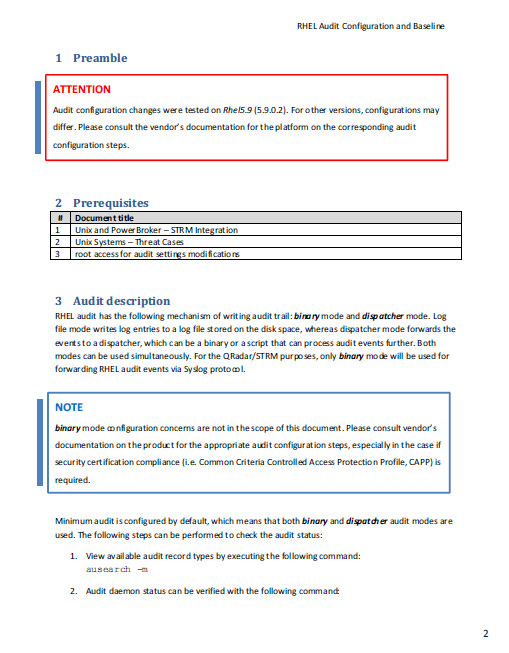 RHEL Audit Configuration and Baseline
1 Preamble
ATTENTION
Audit configuration changes were tested on Rhel5.9 (5.9.0.2). For other versions, configurations may
differ. Please consult the vendor's documentation for the platform on the corresponding audit
configuration steps.
2 Prerequisites
# Document title
1 Unix and PowerBroker – STRM Integration
2 Unix Systems – Threat Cases
3 root access for audit settings modifications
3 Audit description
RHEL audit has the following mechanism of writing audit trail: binary mode and dispatcher mode. Log
file mode writes log entries to a log file stored on the disk space, whereas dispatcher mode forwards the
events to a dispatcher, which can be a binary or a script that can process audit events further. Both
modes can be used simultaneously. For the QRadar/STRM purposes, only binary mode will be used for
forwarding RHEL audit events via Syslog protocol.
NOTE
binary mode configuration concerns are not in the scope of this document. Please consult vendor's
documentation on the product for the appropriate audit configuration steps, especially in the case if
security certification compliance (i.e. Common Criteria Controlled Access Protection Profile, CAPP) is
required.
Minimum audit is configured by default, which means that both binary and dispatcher audit modes are
used. The following steps can be performed to check the audit status:
1. View available audit record types by executing the following command:
ausearch -m
2. Audit daemon status can be verified with the following command:
2